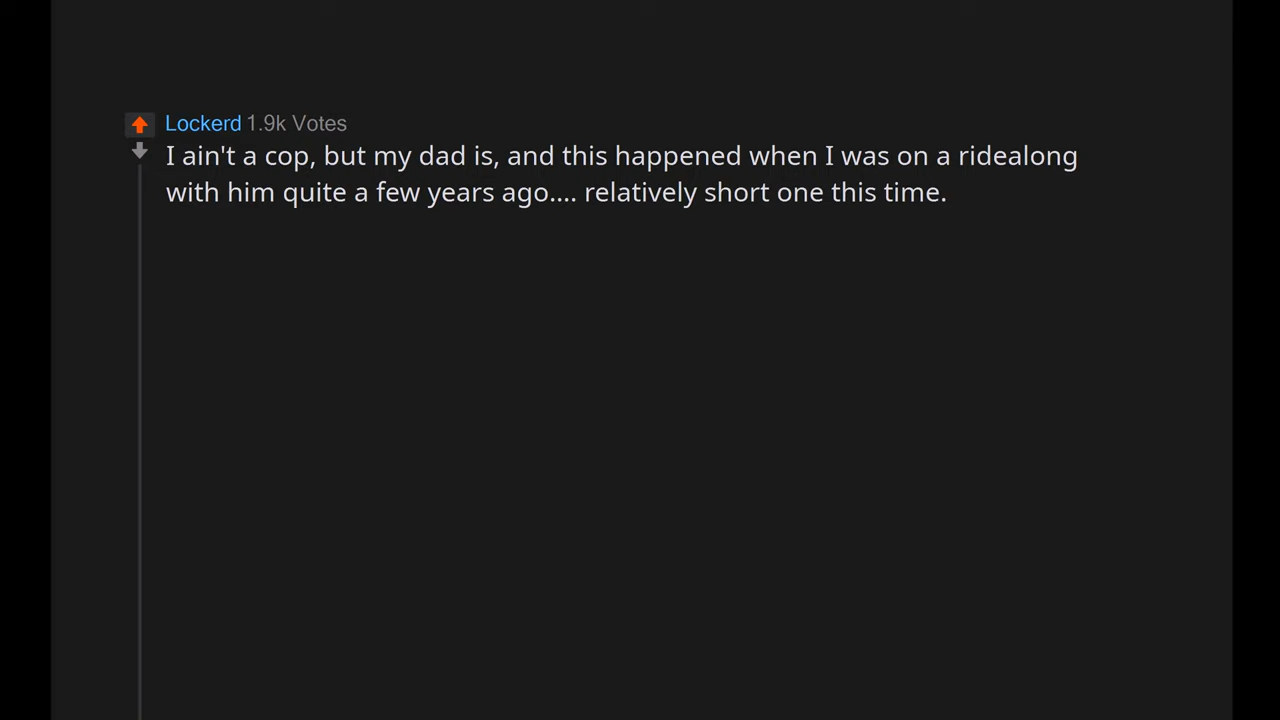 Lockerd 1.9k Votes
I ain't a cop, but my dad is, and this happened when I was on a ridealong
with him quite a few years ago.... relatively short one this time.